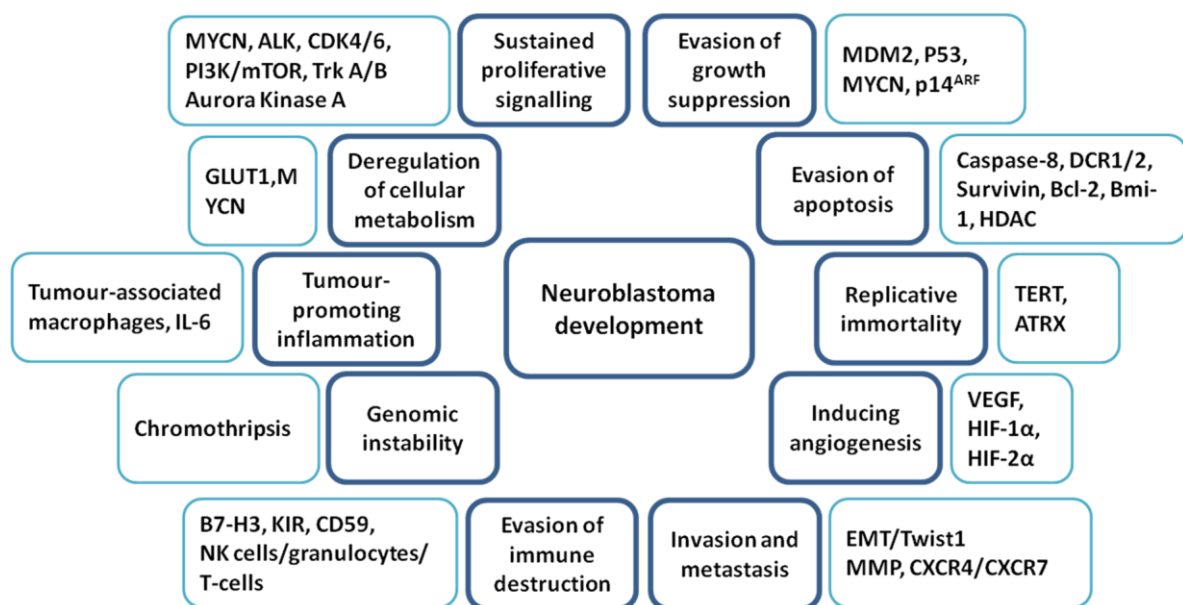 MYCN, ALK, CDK4/6,
PI3K/mTOR, Trk A/B
Aurora Kinase A
Sustained
proliferative
signalling
Evasion of
growth
suppression
MDM2, P53,
MYCN, p14ᴬᴿᶠ
GLUT1,M
YCN
Deregulation
of cellular
metabolism
Evasion
of apoptosis
Caspase-8, DCR1/2,
Survivin, Bcl-2, Bmi-
1, HDAC
Tumour-associated
macrophages, IL-6
Tumour-
promoting
inflammation
Neuroblastoma
development
Replicative
immortality
TERT,
ATRX
Chromothripsis
Genomic
instability
Inducing
angiogenesis
VEGF,
HIF-1α,
HIF-2α
B7-H3, KIR, CD59,
NK cells/granulocytes/
T-cells
Evasion of
immune
destruction
Invasion and
metastasis
EMT/Twist1
MMP, CXCR4/CXCR7